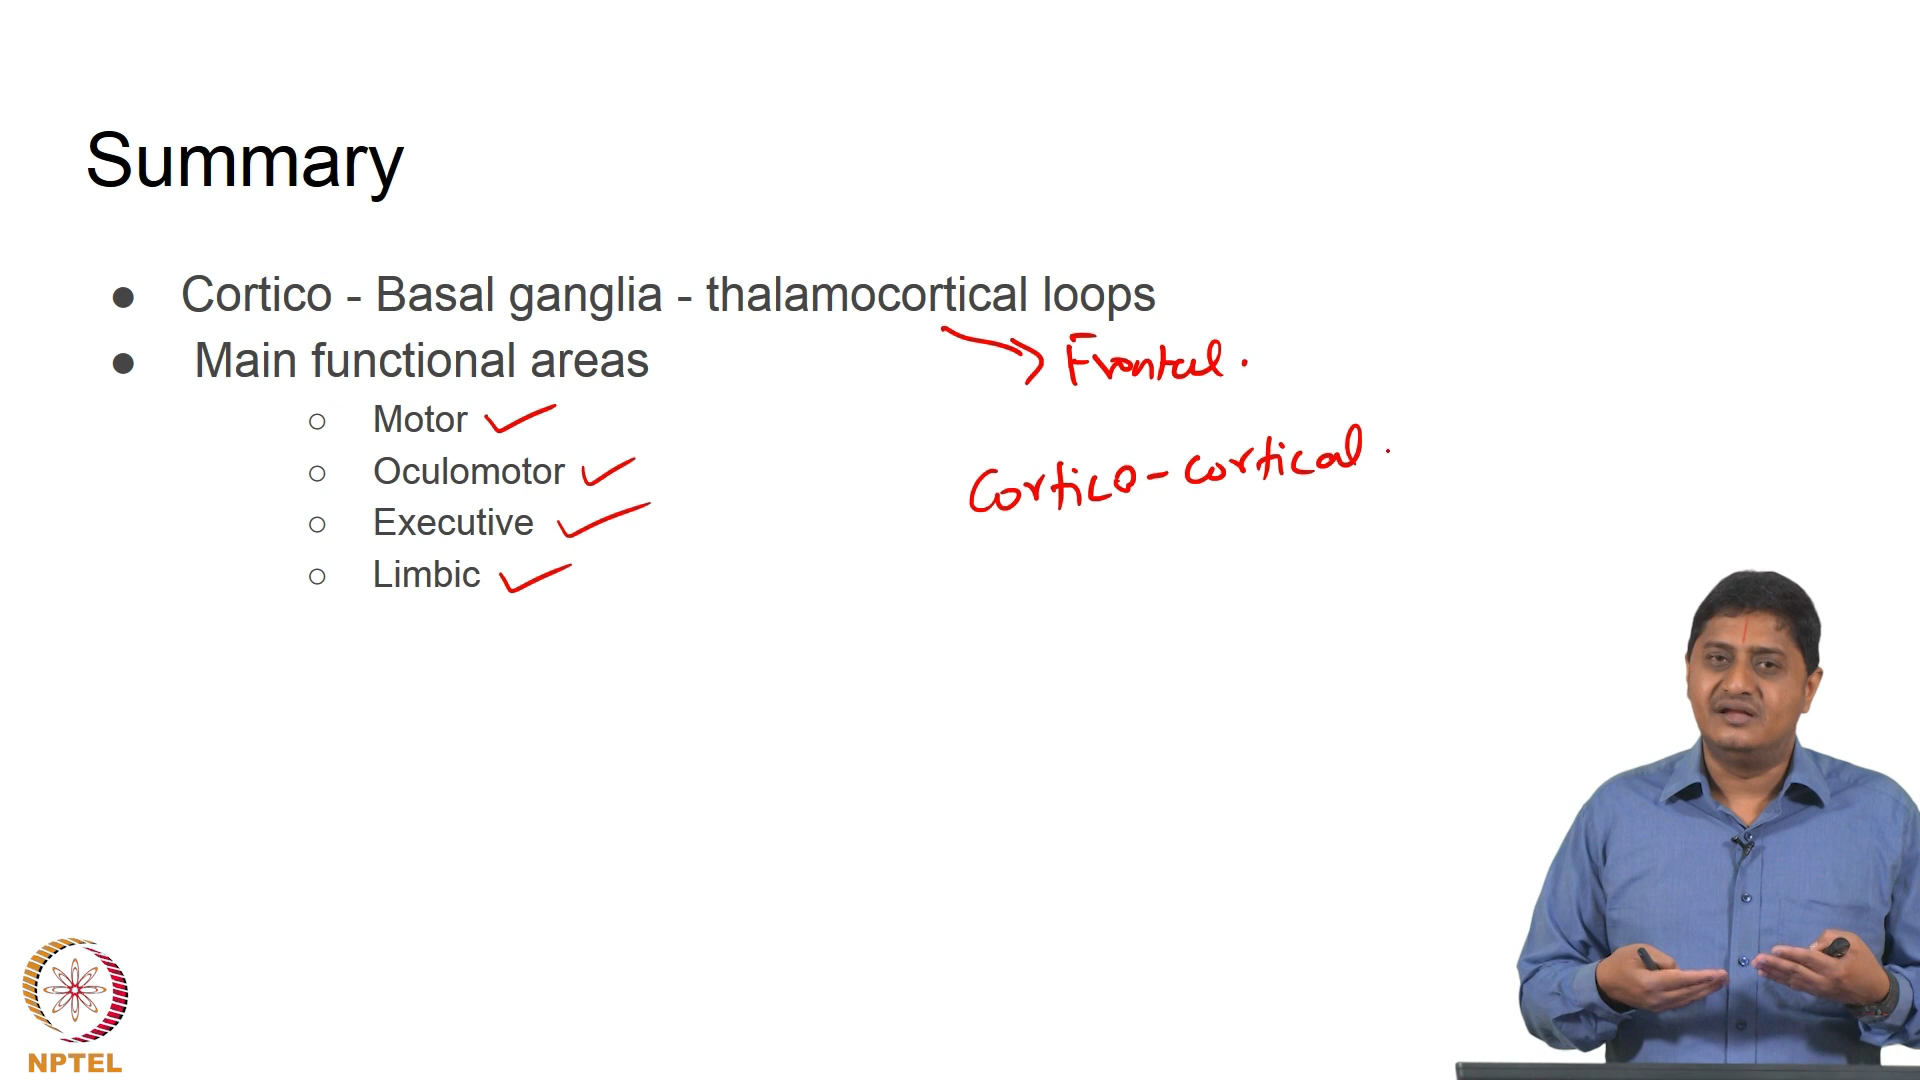 Summary
● Cortico - Basal ganglia - thalamocortical loops
● Main functional areas
Frontal.
○ Motor
○ Oculomotor
Cortico-cortical.
○ Executive
○ Limbic
NPTEL